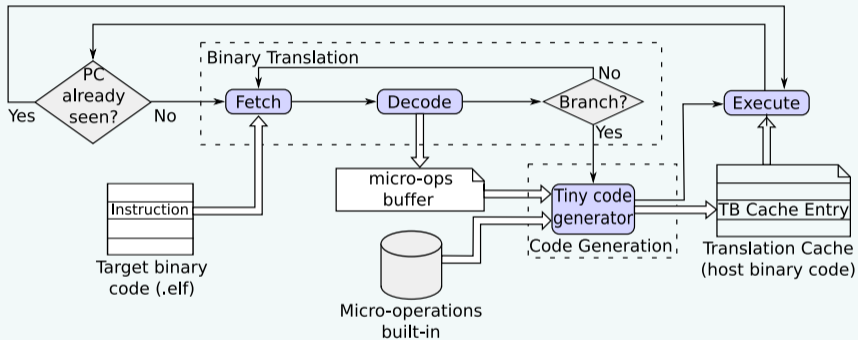 Binary Translation
PC
already
seen?
Yes
No
Fetch
Decode
Branch?
No
Yes
Execute
Instruction
Target binary
code (.elf)
micro-ops
buffer
Micro-operations
built-in
Tiny code
generator
Code Generation
TB Cache Entry
Translation Cache
(host binary code)